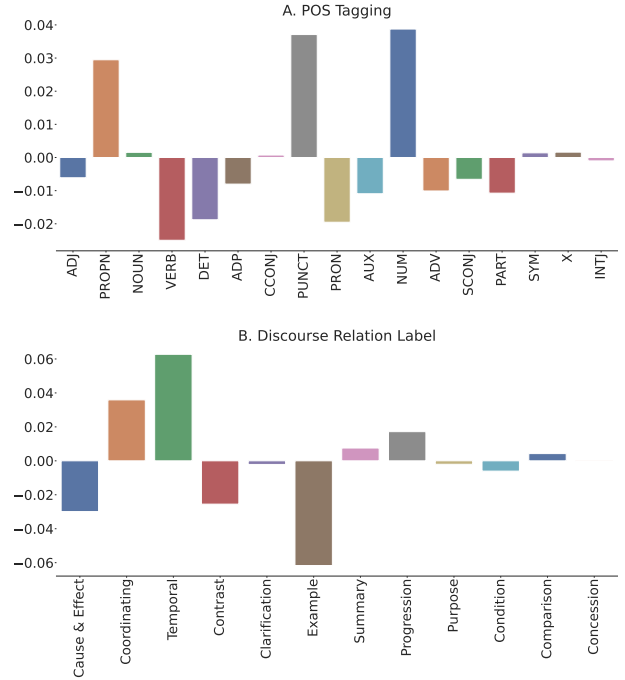 A. POS Tagging
0.04
0.03
0.02
0.01
0.00
−0.01
−0.02
ADJ
PROPN
NOUN
VERB
DET
ADP
CCONJ
PUNCT
PRON
AUX
NUM
ADV
SCONJ
PART
SYM
X
INTJ
B. Discourse Relation Label
0.06
0.04
0.02
0.00
−0.02
−0.04
−0.06
Cause & Effect
Coordinating
Temporal
Contrast
Clarification
Example
Summary
Progression
Purpose
Condition
Comparison
Concession